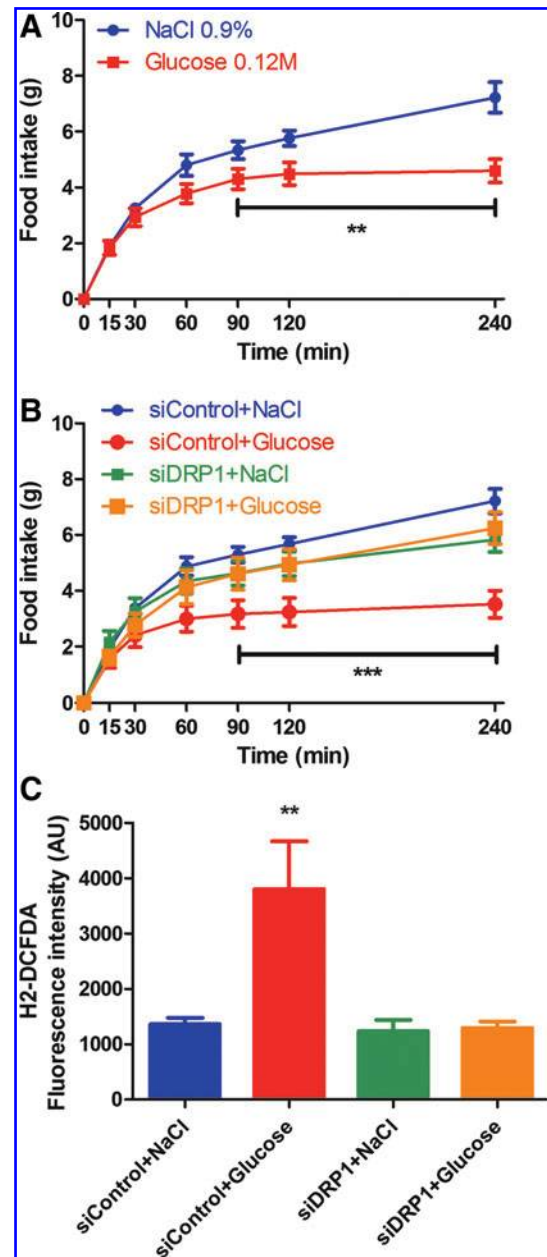 A
NaCl 0.9%
Glucose 0.12M
Food intake (g)
10
8
6
4
2
0
**
0 15 30 60 90 120 240
Time (min)
B
siControl+NaCl
siControl+Glucose
siDRP1+NaCl
siDRP1+Glucose
Food intake (g)
10
8
6
4
2
0
***
0 15 30 60 90 120 240
Time (min)
C
H2-DCFDA
Fluorescence intensity (AU)
5000
4000
3000
2000
1000
0
**
siControl+NaCl
siControl+Glucose
siDRP1+NaCl
siDRP1+Glucose